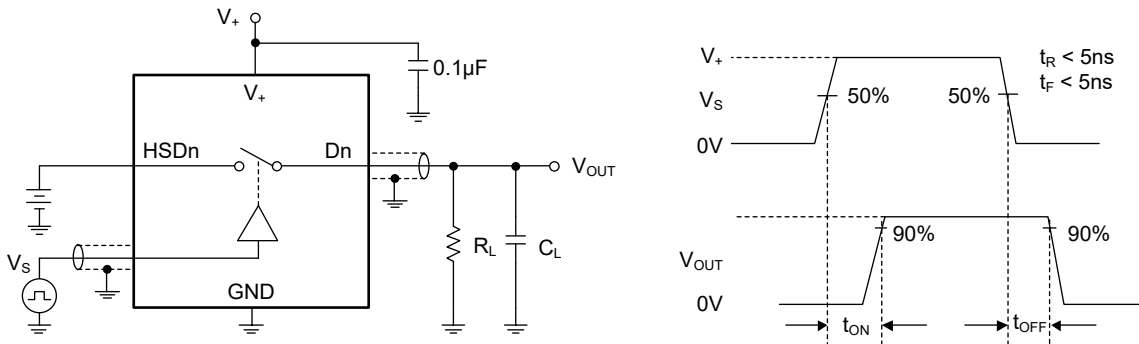 V+
0.1µF
V+
HSDn
Dn
VOUT
RL
CL
VS
GND
V+
tR < 5ns
tF < 5ns
VS
50%
50%
0V
90%
90%
VOUT
0V
tON
tOFF